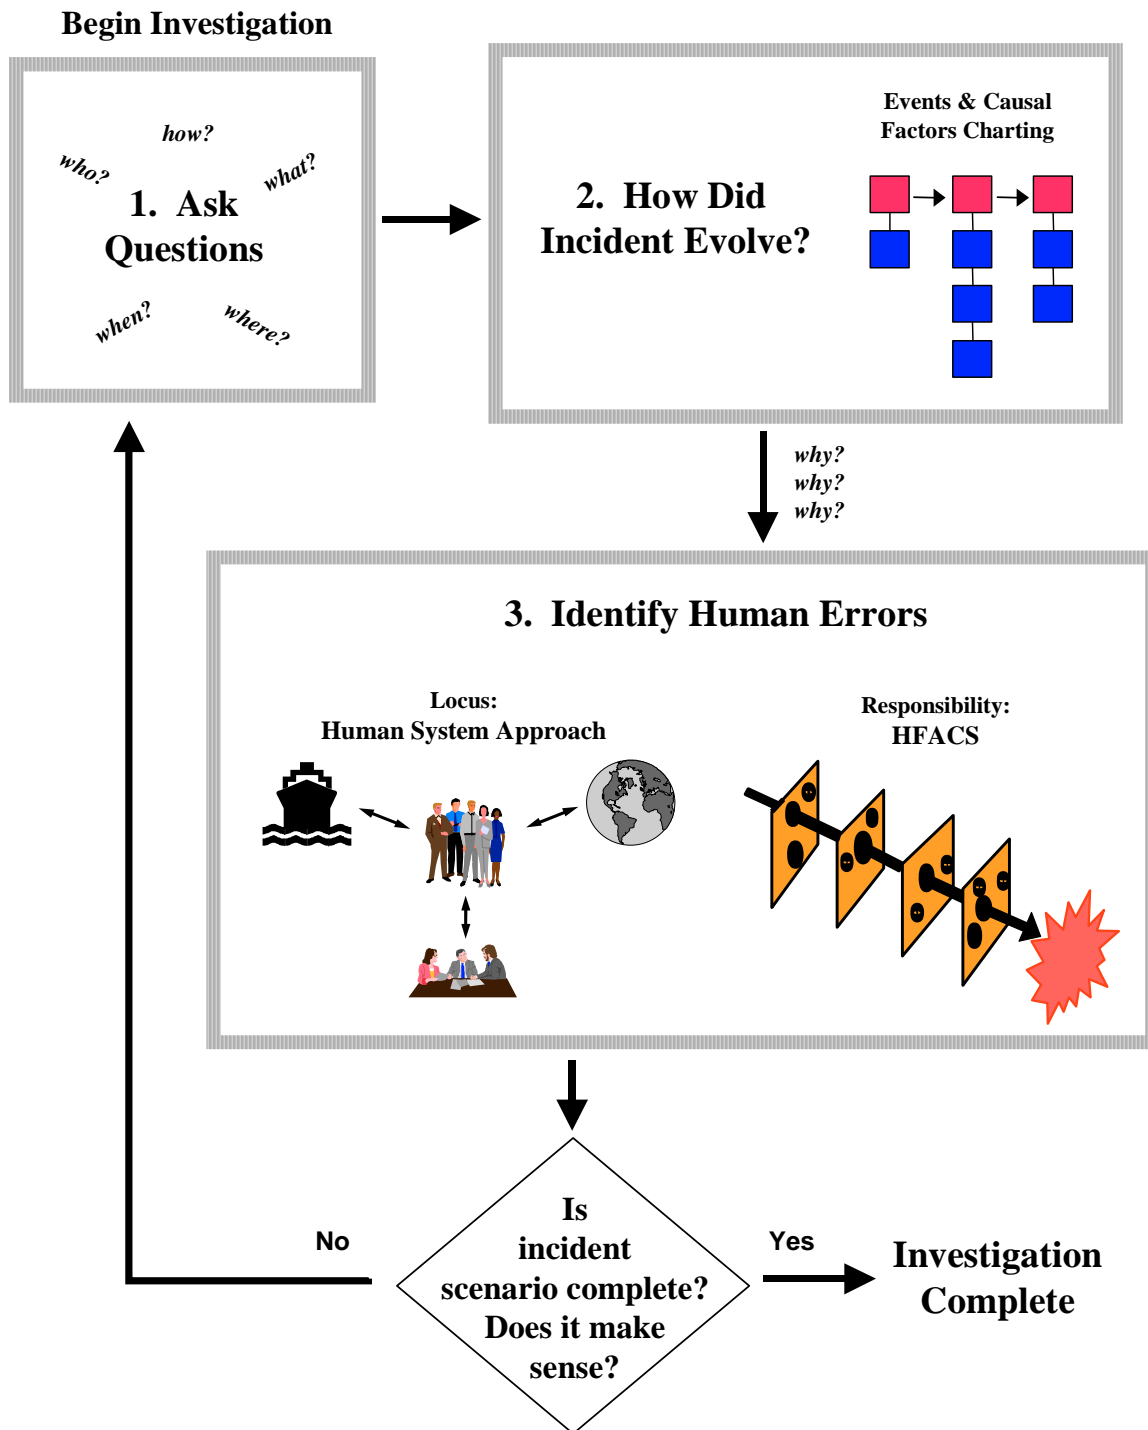 Begin Investigation
how?
who?
what?
1.  Ask
Questions
when?
where?
2.  How Did
Incident Evolve?
Events & Causal
Factors Charting
why?
why?
why?
3.  Identify Human Errors
Locus:
Human System Approach
Responsibility:
HFACS
Is
incident
scenario complete?
Does it make
sense?
No
Yes
Investigation
Complete